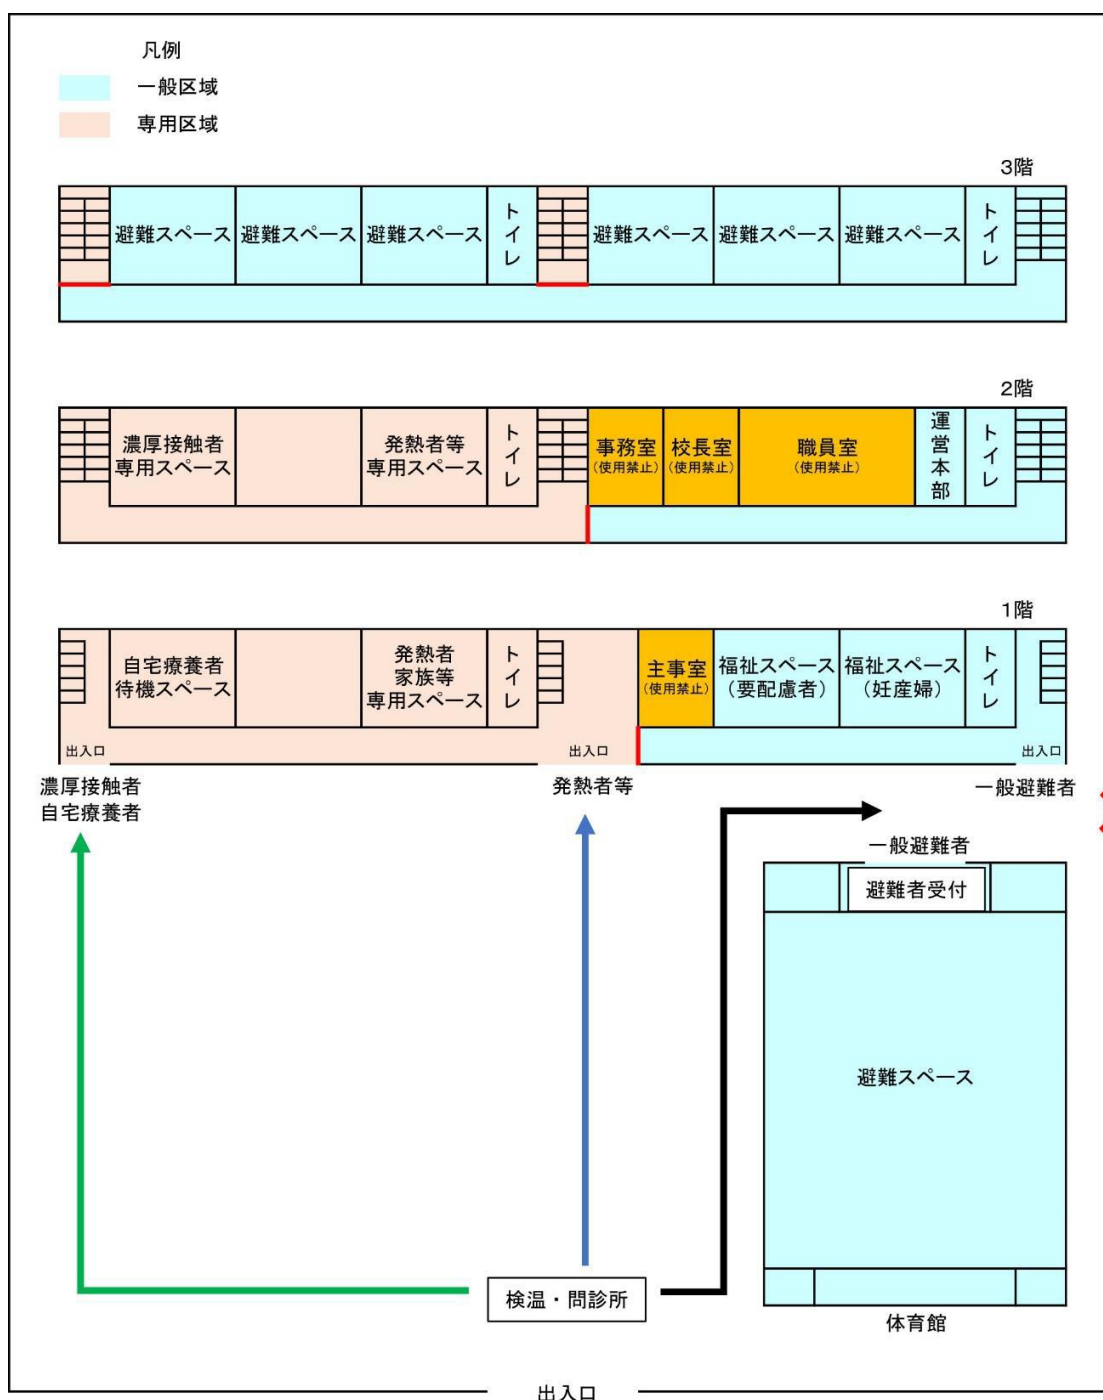 凡例
一般区域
専用区域
3階
避難スペース
避難スペース
避難スペース
トイレ
避難スペース
避難スペース
避難スペース
トイレ
2階
濃厚接触者
専用スペース
発熱者等
専用スペース
トイレ
事務室
(使用禁止)
校長室
(使用禁止)
職員室
(使用禁止)
運営本部
トイレ
1階
自宅療養者
待機スペース
発熱者
家族等
専用スペース
トイレ
主事室
(使用禁止)
福祉スペース
(要配慮者)
福祉スペース
(妊産婦)
トイレ
出入口
出入口
出入口
濃厚接触者
自宅療養者
発熱者等
一般避難者
一般避難者
避難者受付
避難スペース
検温・問診所
体育館
出入口